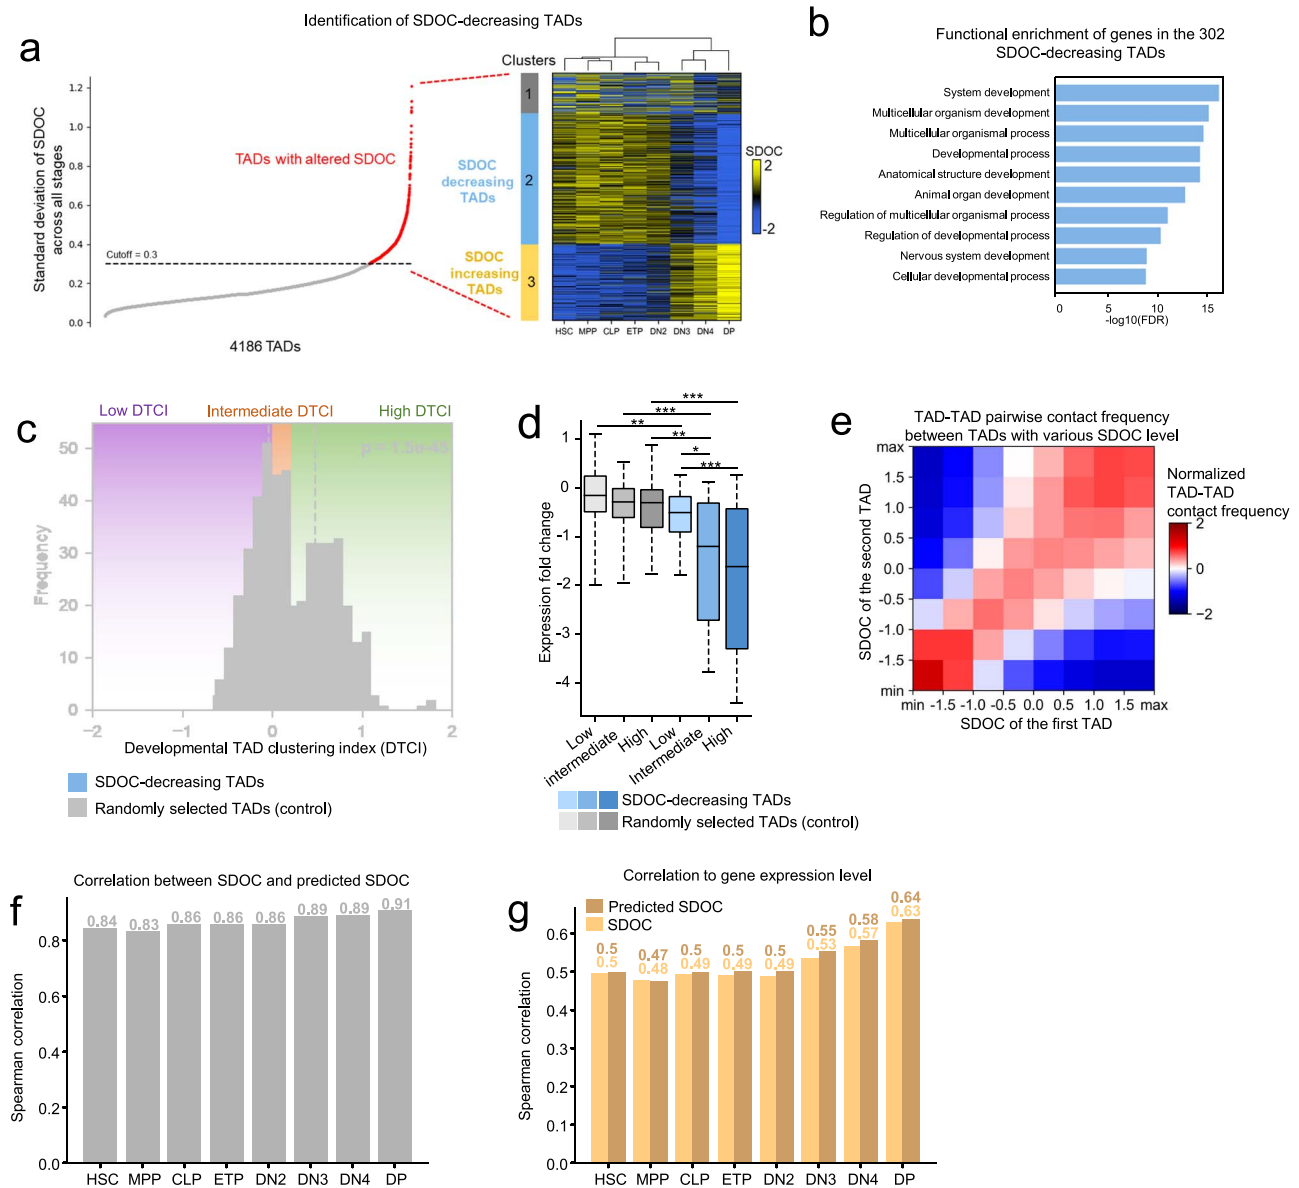 a
Identification of SDOC-decreasing TADs
Standard deviation of SDOC
across all stages
1.2
1.0
0.8
0.6
0.4
0.2
0.0
Cutoff = 0.3
TADs with altered SDOC
4186 TADs
Clusters
1
2
3
SDOC
decreasing
TADs
SDOC
increasing
TADs
HSC MPP CLP ETP DN2 DN3 DN4 DP
SDOC
2
-2
b
Functional enrichment of genes in the 302
SDOC-decreasing TADs
System development
Multicellular organism development
Multicellular organismal process
Developmental process
Anatomical structure development
Animal organ development
Regulation of multicellular organismal process
Regulation of developmental process
Nervous system development
Cellular developmental process
0 5 10 15
-log10(FDR)
c
Low DTCI Intermediate DTCI High DTCI
Frequency
50
40
30
20
10
0
−2 −1 0 1 2
Developmental TAD clustering index (DTCI)
SDOC-decreasing TADs
Randomly selected TADs (control)
d
Expression fold change
1
0
-1
-2
-3
-4
*** 
***
**
**
*
***
Low
intermediate
High
Low
Intermediate
High
SDOC-decreasing TADs
Randomly selected TADs (control)
e
TAD-TAD pairwise contact frequency
between TADs with various SDOC level
SDOC of the second TAD
max
1.5
1.0
0.5
0.0
-0.5
-1.0
-1.5
min
min -1.5 -1.0 -0.5 0.0 0.5 1.0 1.5 max
SDOC of the first TAD
Normalized
TAD-TAD
contact frequency
2
1
0
−1
−2
f
Correlation between SDOC and predicted SDOC
Spearman correlation
0.8
0.6
0.4
0.2
0.0
0.84 0.83 0.86 0.86 0.86 0.89 0.89 0.91
HSC MPP CLP ETP DN2 DN3 DN4 DP
g
Correlation to gene expression level
Predicted SDOC
SDOC
Spearman correlation
0.6
0.5
0.4
0.3
0.2
0.1
0.0
0.5 0.47 0.5 0.5 0.5 0.55 0.58 0.64
0.5 0.48 0.49 0.49 0.49 0.53 0.57 0.63
HSC MPP CLP ETP DN2 DN3 DN4 DP